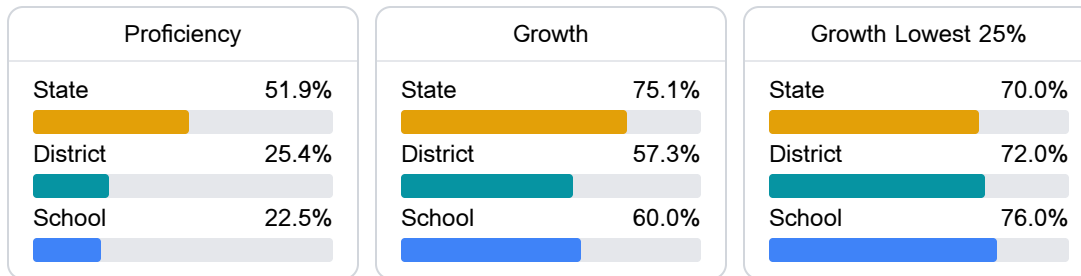 Proficiency
State 51.9%
District 25.4%
School 22.5%
Growth
State 75.1%
District 57.3%
School 60.0%
Growth Lowest 25%
State 70.0%
District 72.0%
School 76.0%